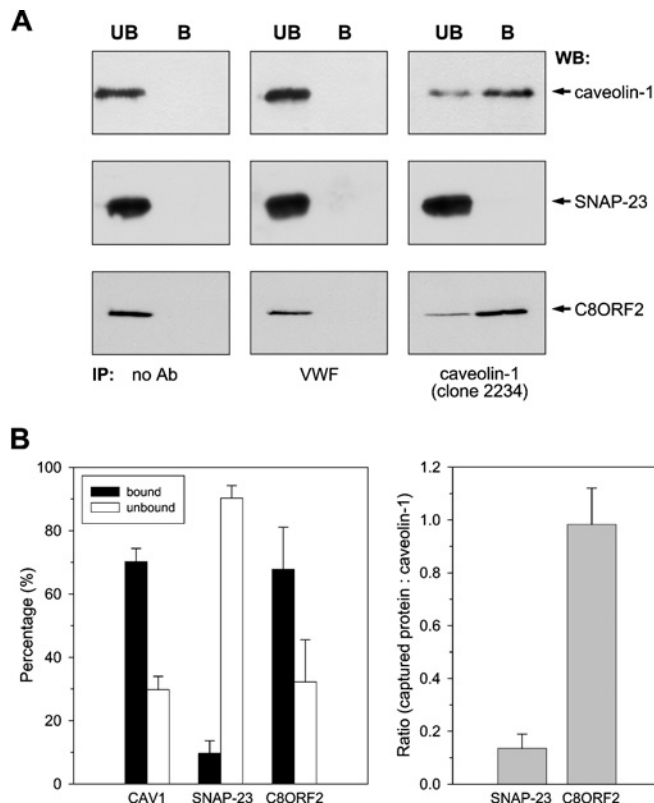 A
UB B UB B UB B
WB:
caveolin-1
SNAP-23
C8ORF2
IP: no Ab VWF caveolin-1
(clone 2234)
B
100
80
60
40
20
0
Percentage (%)
bound
unbound
CAV1 SNAP-23 C8ORF2
1.2
1.0
0.8
0.6
0.4
0.2
0.0
Ratio (captured protein : caveolin-1)
SNAP-23 C8ORF2